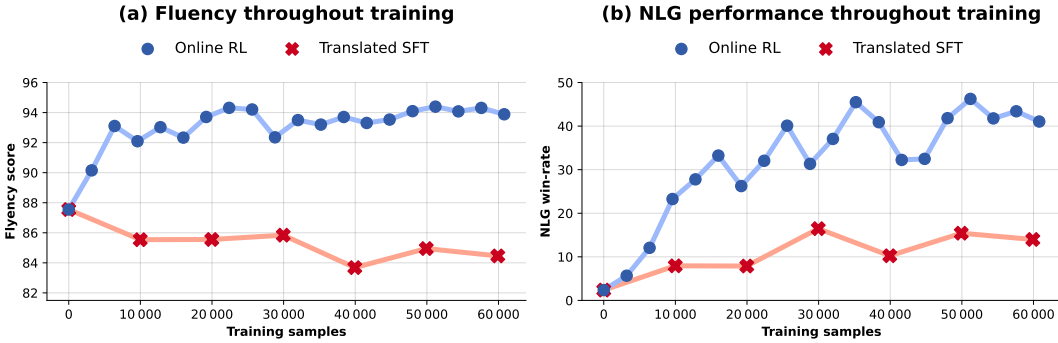 (a) Fluency throughout training
Online RL
Translated SFT
96
94
92
90
88
86
84
82
Flyency score
0
10 000
20 000
30 000
40 000
50 000
60 000
Training samples
(b) NLG performance throughout training
Online RL
Translated SFT
50
40
30
20
10
0
NLG win-rate
0
10 000
20 000
30 000
40 000
50 000
60 000
Training samples